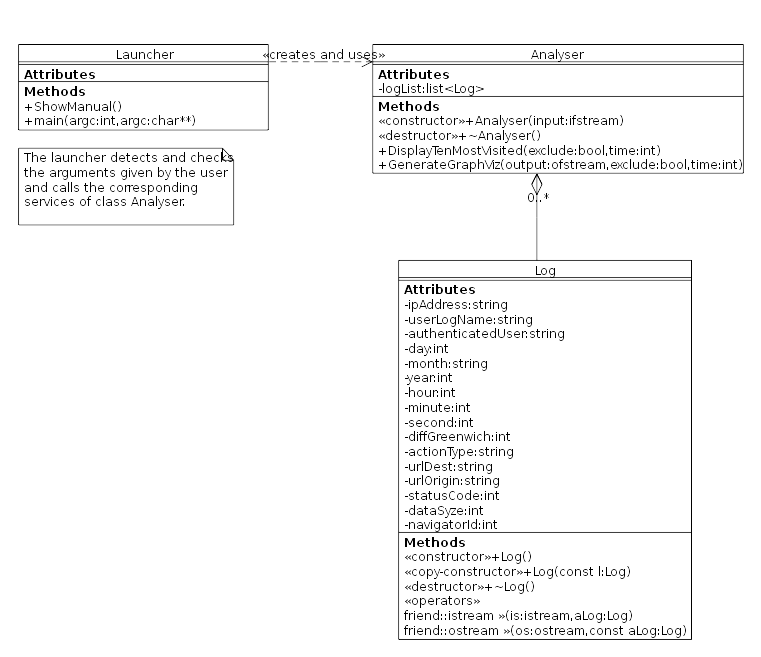 Launcher
Attributes
Methods
+ShowManual()
+main(argc:int,argc:char**)
«creates and uses»
The launcher detects and checks
the arguments given by the user
and calls the corresponding
services of class Analyser.
Analyser
Attributes
-logList:list<Log>
Methods
«constructor»+Analyser(input:ifstream)
«destructor»+~Analyser()
+DisplayTenMostVisited(exclude:bool,time:int)
+GenerateGraphViz(output:ofstream,exclude:bool,time:int)
0..*
Log
Attributes
-ipAddress:string
-userLogName:string
-authenticatedUser:string
-day:int
-month:string
-year:int
-hour:int
-minute:int
-second:int
-diffGreenwich:int
-actionType:string
-urlDest:string
-urlOrigin:string
-statusCode:int
-dataSyze:int
-navigatorId:int
Methods
«constructor»+Log()
«copy-constructor»+Log(const l:Log)
«destructor»+~Log()
«operators»
friend::istream »(is:istream,aLog:Log)
friend::ostream »(os:ostream,const aLog:Log)